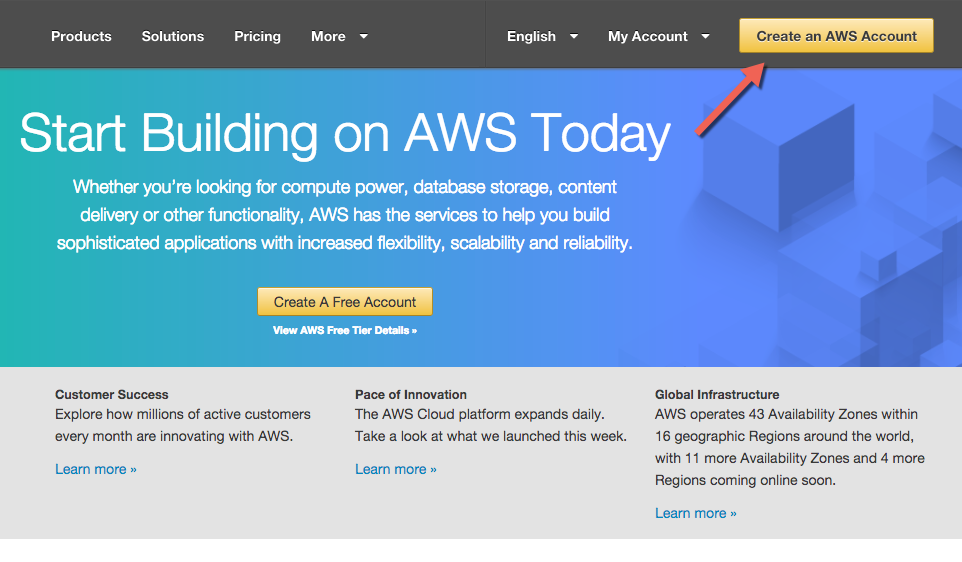 Products Solutions Pricing More English My Account Create an AWS Account
Start Building on AWS Today
Whether you’re looking for compute power, database storage, content
delivery or other functionality, AWS has the services to help you build
sophisticated applications with increased flexibility, scalability and reliability.
Create A Free Account
View AWS Free Tier Details »
Customer Success
Explore how millions of active customers
every month are innovating with AWS.
Learn more »
Pace of Innovation
The AWS Cloud platform expands daily.
Take a look at what we launched this week.
Learn more »
Global Infrastructure
AWS operates 43 Availability Zones within
16 geographic Regions around the world,
with 11 more Availability Zones and 4 more
Regions coming online soon.
Learn more »